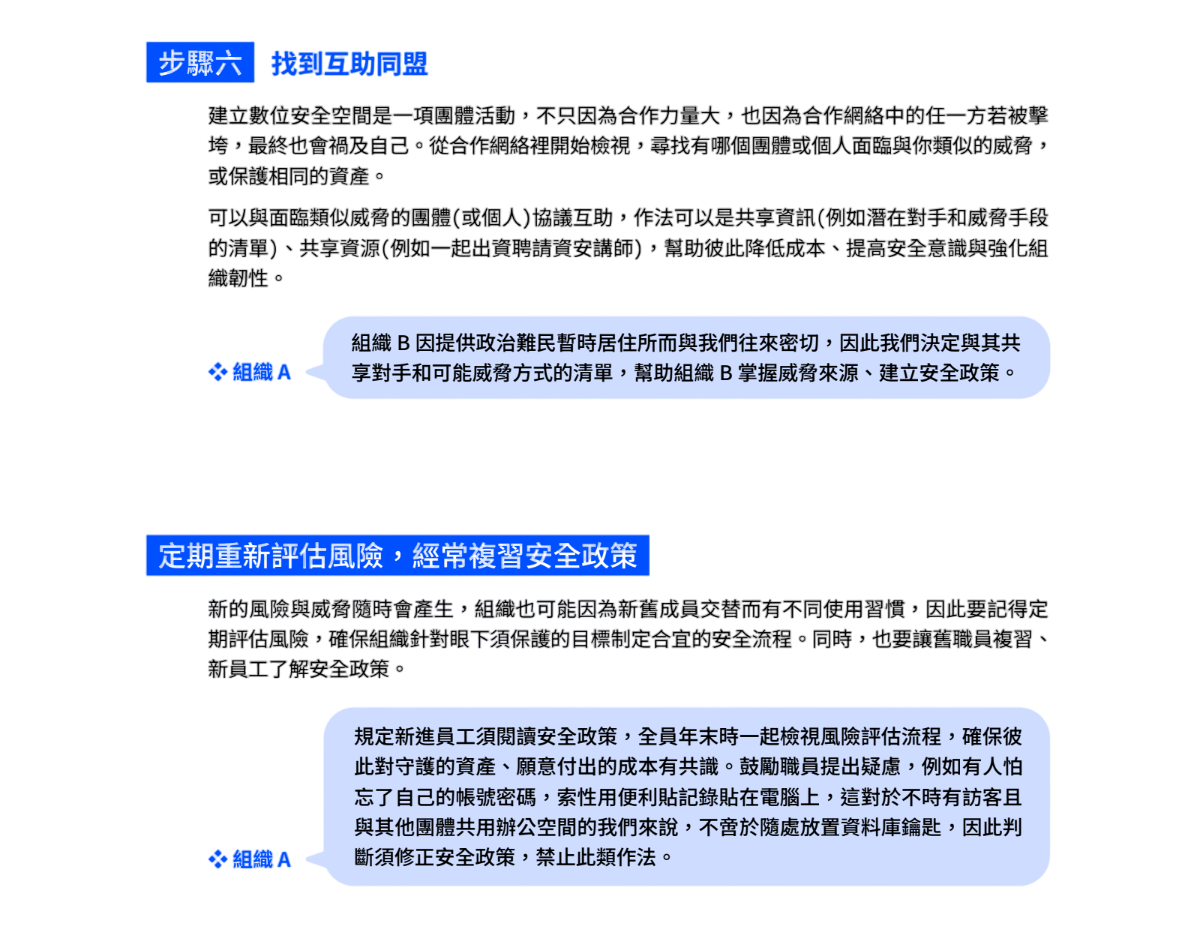 步驟六 找到互助同盟
建立數位安全空間是一項團體活動，不只因為合作力量大，也因為合作網絡中的任一方若被擊
垮，最終也會禍及自己。從合作網絡裡開始檢視，尋找有哪個團體或個人面臨與你類似的威脅，
或保護相同的資產。
可以與面臨類似威脅的團體(或個人)協議互助，作法可以是共享資訊(例如潛在對手和威脅手段
的清單)、共享資源(例如一起出資聘請資安講師)，幫助彼此降低成本、提高安全意識與強化組
織韌性。
組織 B 因提供政治難民暫時居住所而與我們往來密切，因此我們決定與其共
享對手和可能威脅方式的清單，幫助組織 B 掌握威脅來源、建立安全政策。
組織 A
定期重新評估風險，經常複習安全政策
新的風險與威脅隨時會產生，組織也可能因為新舊成員交替而有不同使用習慣，因此要記得定
期評估風險，確保組織針對眼下須保護的目標制定合宜的安全流程。同時，也要讓舊職員複習、
新員工了解安全政策。
規定新進員工須閱讀安全政策，全員年末時一起檢視風險評估流程，確保彼
此對守護的資產、願意付出的成本有共識。鼓勵職員提出疑慮，例如有人怕
忘了自己的帳號密碼，索性用便利貼記錄貼在電腦上，這對於不時有訪客且
與其他團體共用辦公空間的我們來說，不啻於隨處放置資料庫鑰匙，因此判
斷須修正安全政策，禁止此類作法。
組織 A